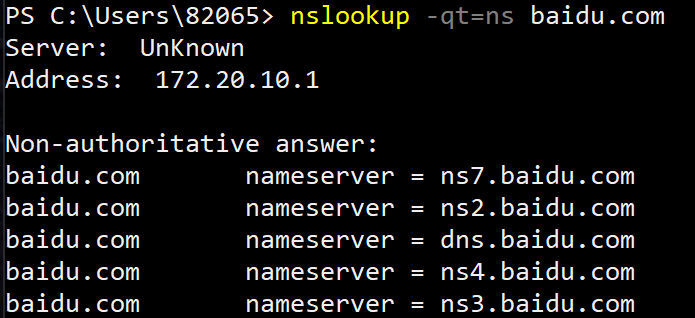 PS C:\Users\82065> nslookup -qt=ns baidu.com
Server:  UnKnown
Address:  172.20.10.1

Non-authoritative answer:
baidu.com       nameserver = ns7.baidu.com
baidu.com       nameserver = ns2.baidu.com
baidu.com       nameserver = dns.baidu.com
baidu.com       nameserver = ns4.baidu.com
baidu.com       nameserver = ns3.baidu.com